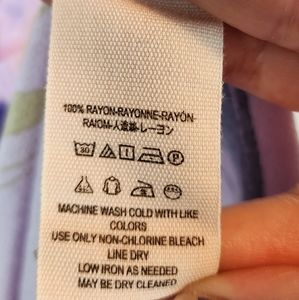 100% RAYON-RAYONNE-RAYÓN-
RAIOM-人造絲-レーヨン
30
P
MACHINE WASH COLD WITH LIKE
COLORS
USE ONLY NON-CHLORINE BLEACH
LINE DRY
LOW IRON AS NEEDED
MAY BE DRY CLEANED